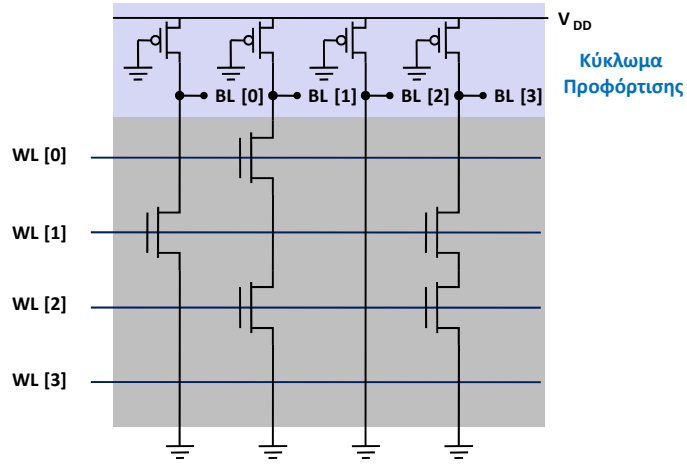 V DD
Κύκλωμα
Προφόρτισης
BL [0] BL [1] BL [2] BL [3]
WL [0]
WL [1]
WL [2]
WL [3]